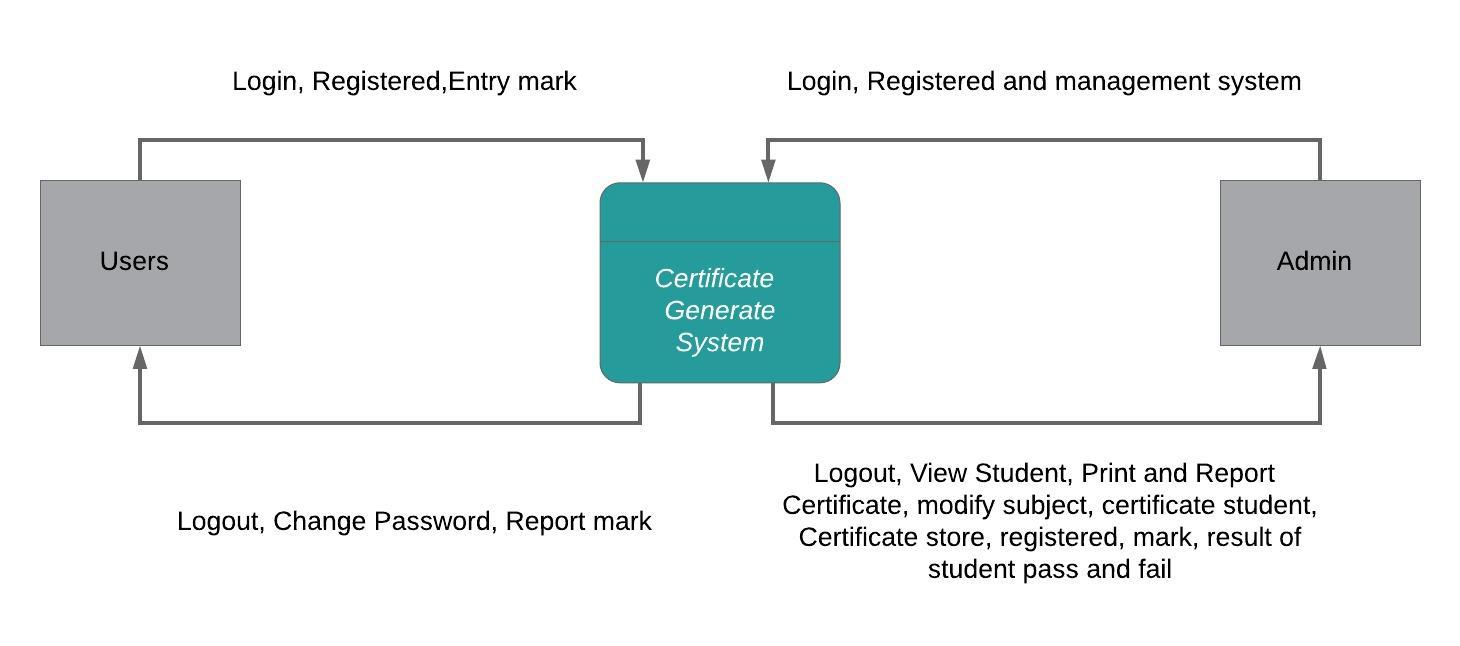 Login, Registered,Entry mark
Login, Registered and management system
Users
Certificate
Generate
System
Admin
Logout, Change Password, Report mark
Logout, View Student, Print and Report
Certificate, modify subject, certificate student,
Certificate store, registered, mark, result of
student pass and fail